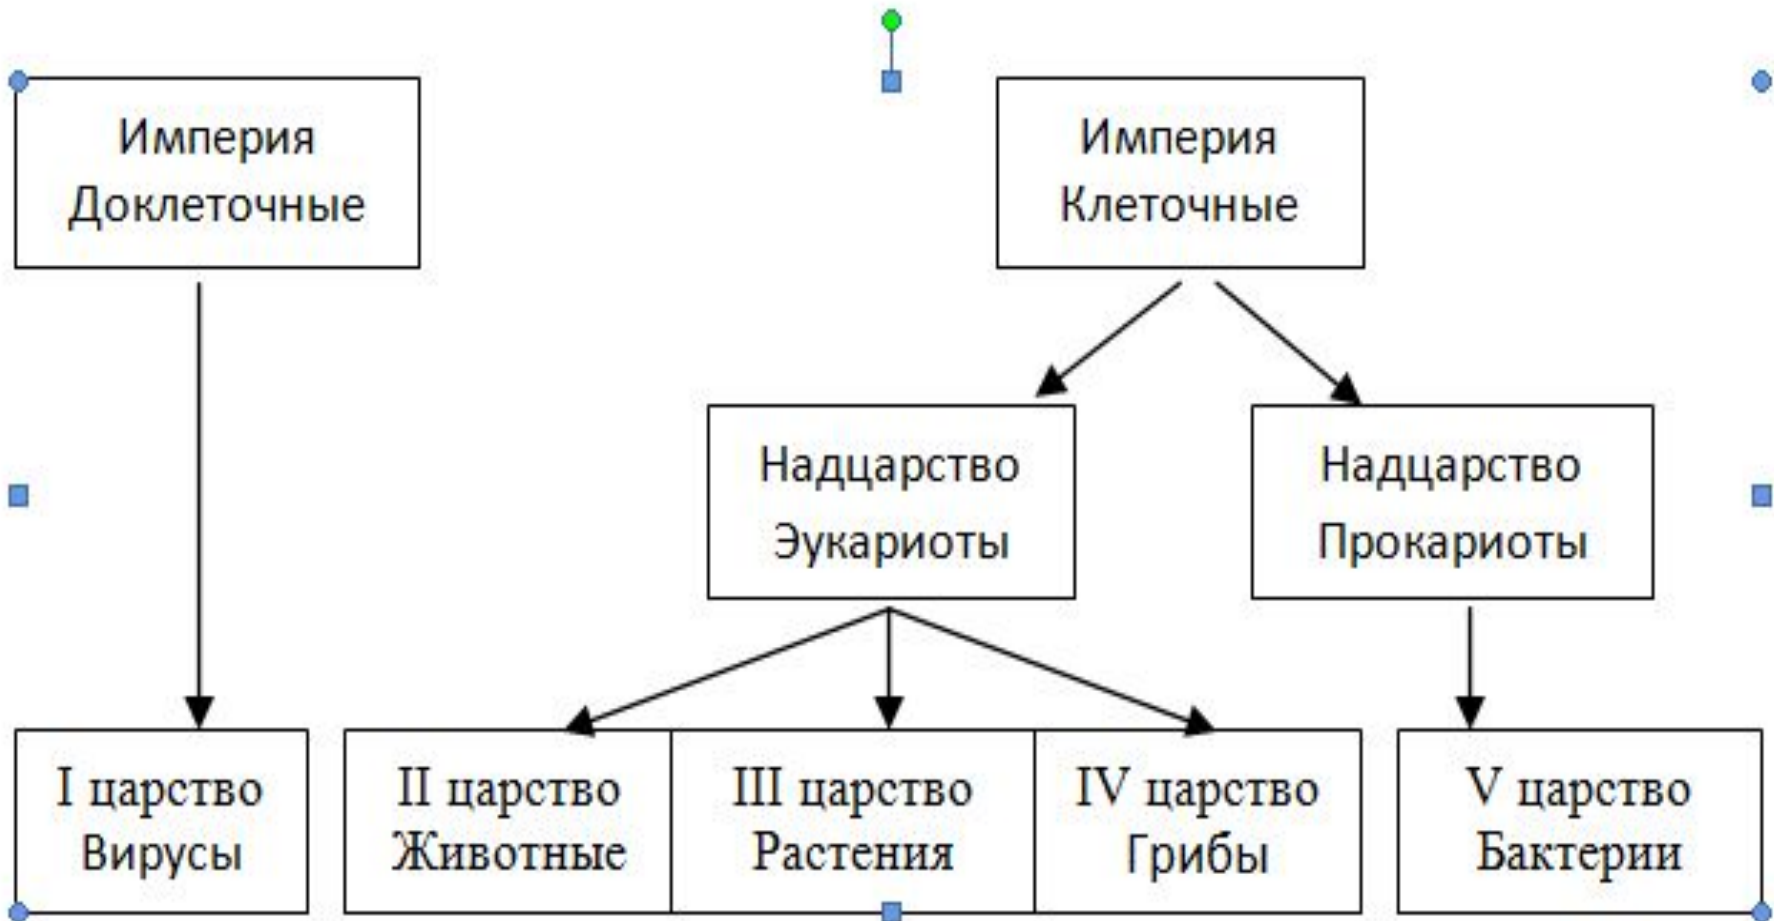 Империя
Доклеточные
Империя
Клеточные
Надцарство
Эукариоты
Надцарство
Прокариоты
I царство
Вирусы
II царство
Животные
III царство
Растения
IV царство
Грибы
V царство
Бактерии